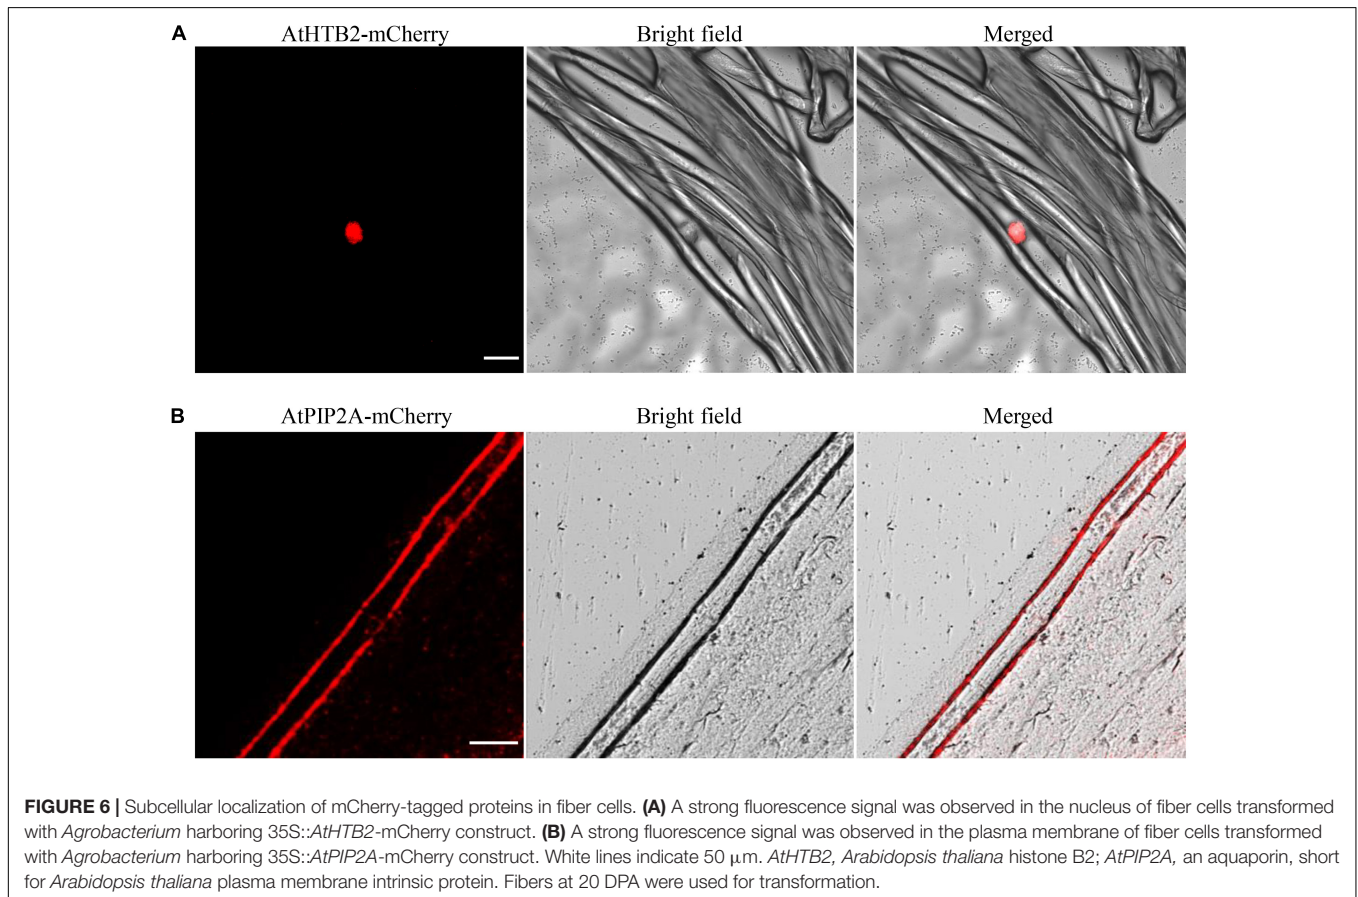 A AtHTB2-mCherry Bright field Merged
B AtPIP2A-mCherry Bright field Merged
FIGURE 6 | Subcellular localization of mCherry-tagged proteins in fiber cells. (A) A strong fluorescence signal was observed in the nucleus of fiber cells transformed
with Agrobacterium harboring 35S::AtHTB2-mCherry construct. (B) A strong fluorescence signal was observed in the plasma membrane of fiber cells transformed
with Agrobacterium harboring 35S::AtPIP2A-mCherry construct. White lines indicate 50 μm. AtHTB2, Arabidopsis thaliana histone B2; AtPIP2A, an aquaporin, short
for Arabidopsis thaliana plasma membrane intrinsic protein. Fibers at 20 DPA were used for transformation.